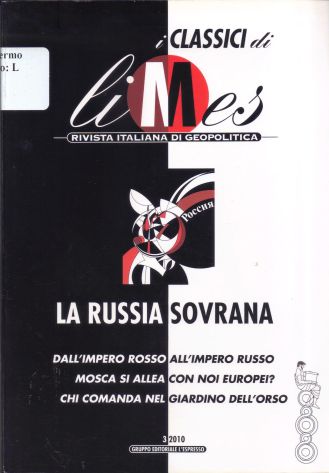 ermo
o: L
i CLASSICI di
liMes
RIVISTA ITALIANA DI GEOPOLITICA
Россия
LA RUSSIA SOVRANA
DALL'IMPERO ROSSO ALL'IMPERO RUSSO
MOSCA SI ALLEA CON NOI EUROPEI?
CHI COMANDA NEL GIARDINO DELL'ORSO
3 2010
GRUPPO EDITORIALE L'ESPRESSO